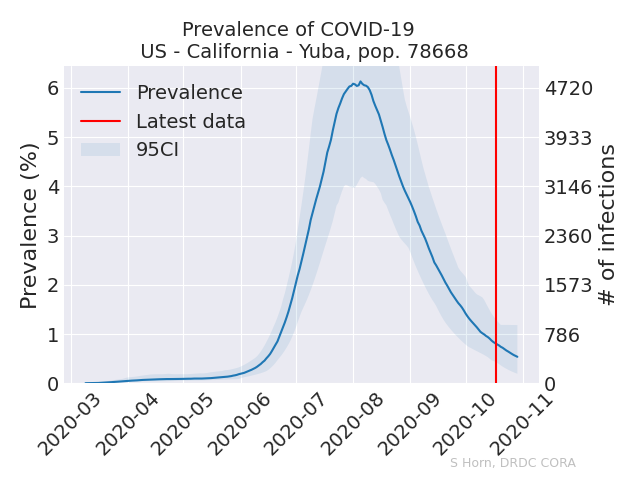 Prevalence of COVID-19
US - California - Yuba, pop. 78668
Prevalence
Latest data
95CI
Prevalence (%)
6
5
4
3
2
1
0
4720
3933
3146
2360
1573
786
0
# of infections
2020-03
2020-04
2020-05
2020-06
2020-07
2020-08
2020-09
2020-10
2020-11
S Horn, DRDC CORA